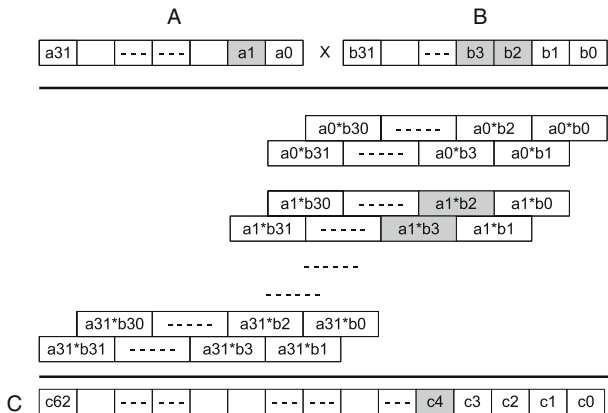 A B
a31 ---- ---- a1 a0 X b31 --- b3 b2 b1 b0
a0*b30 ----- a0*b2 a0*b0
a0*b31 ----- a0*b3 a0*b1
a1*b30 ----- a1*b2 a1*b0
a1*b31 ----- a1*b3 a1*b1
------
------
a31*b30 ----- a31*b2 a31*b0
a31*b31 ----- a31*b3 a31*b1
C c62 ---- ---- ---- ---- ---- c4 c3 c2 c1 c0